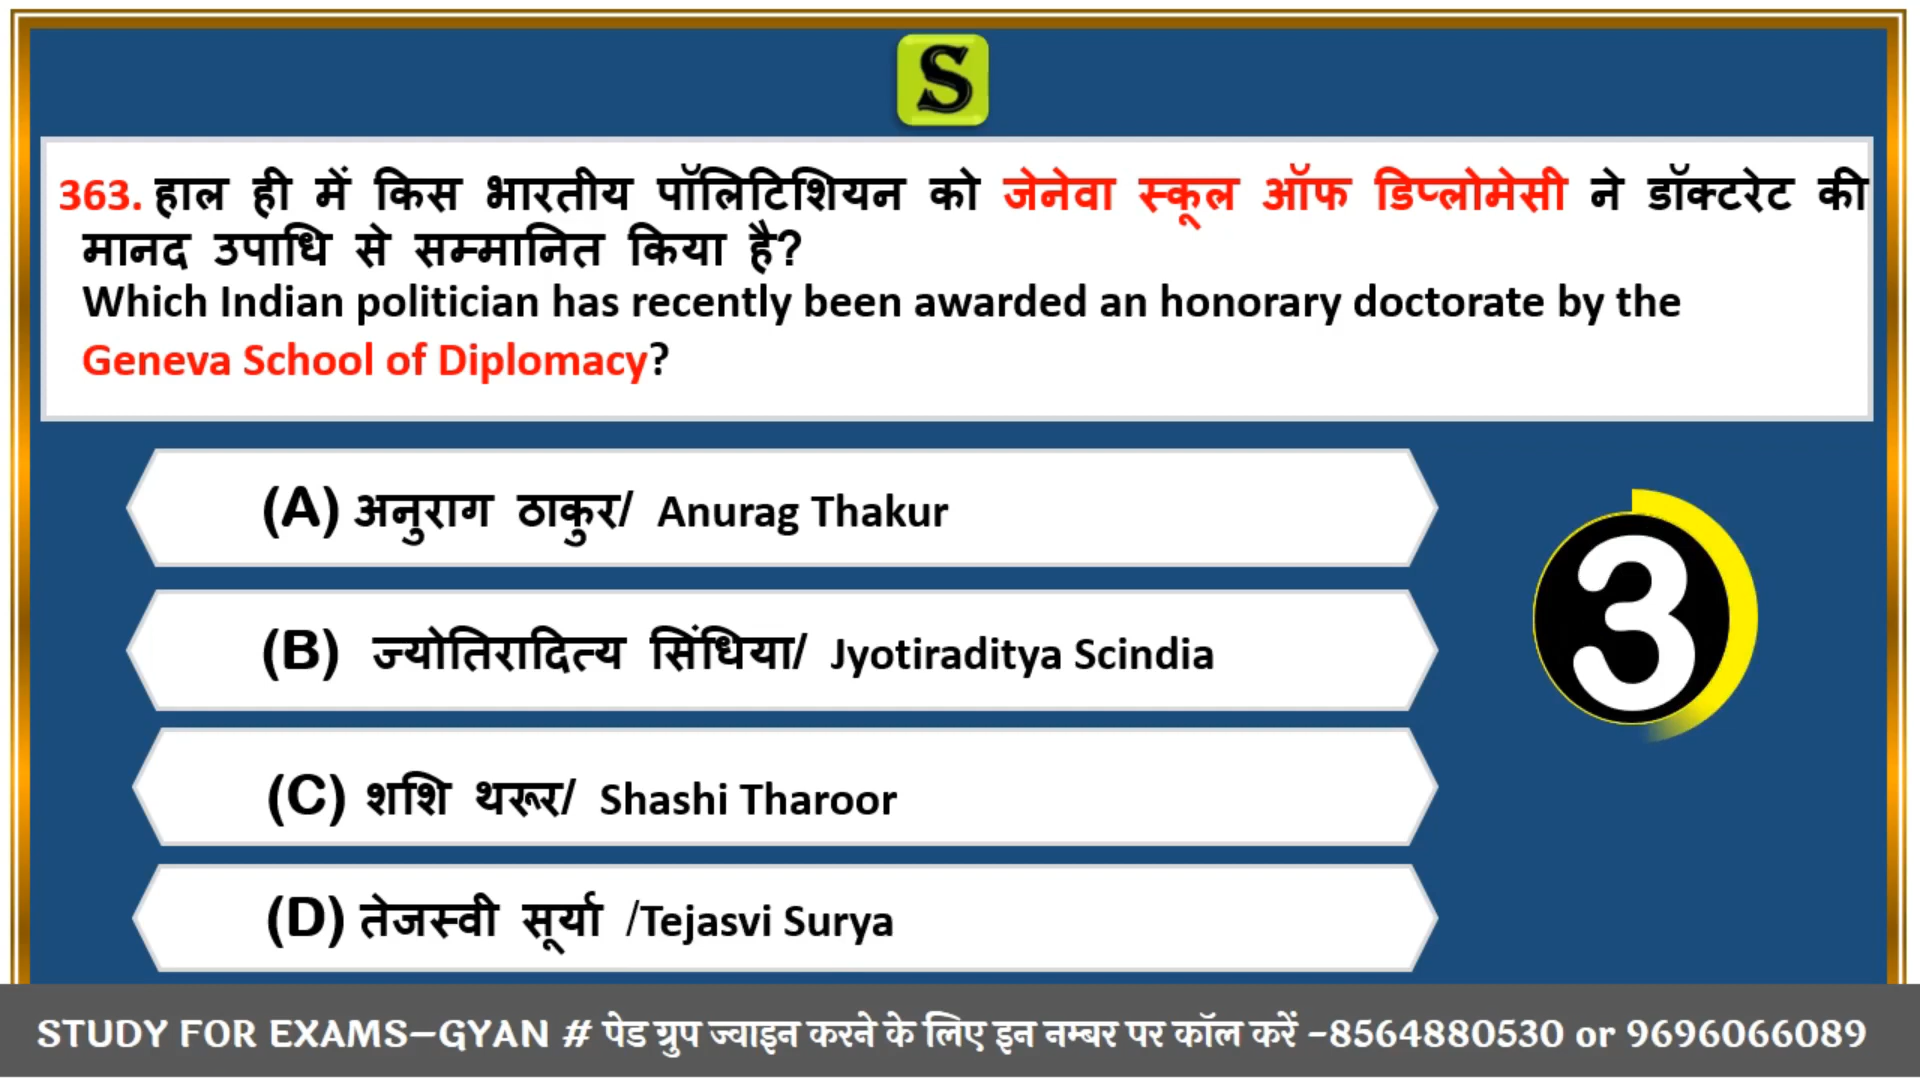 S
363. हाल ही में किस भारतीय पॉलिटिशियन को जेनेवा स्कूल ऑफ डिप्लोमेसी ने डॉक्टरेट की
मानद उपाधि से सम्मानित किया है?
Which Indian politician has recently been awarded an honorary doctorate by the
Geneva School of Diplomacy?
(A) अनुराग ठाकुर/ Anurag Thakur
(B) ज्योतिरादित्य सिंधिया/ Jyotiraditya Scindia
3
(C) शशि थरूर/ Shashi Tharoor
(D) तेजस्वी सूर्या /Tejasvi Surya
STUDY FOR EXAMS–GYAN # पेड ग्रुप ज्वाइन करने के लिए इन नम्बर पर कॉल करें –8564880530 or 9696066089